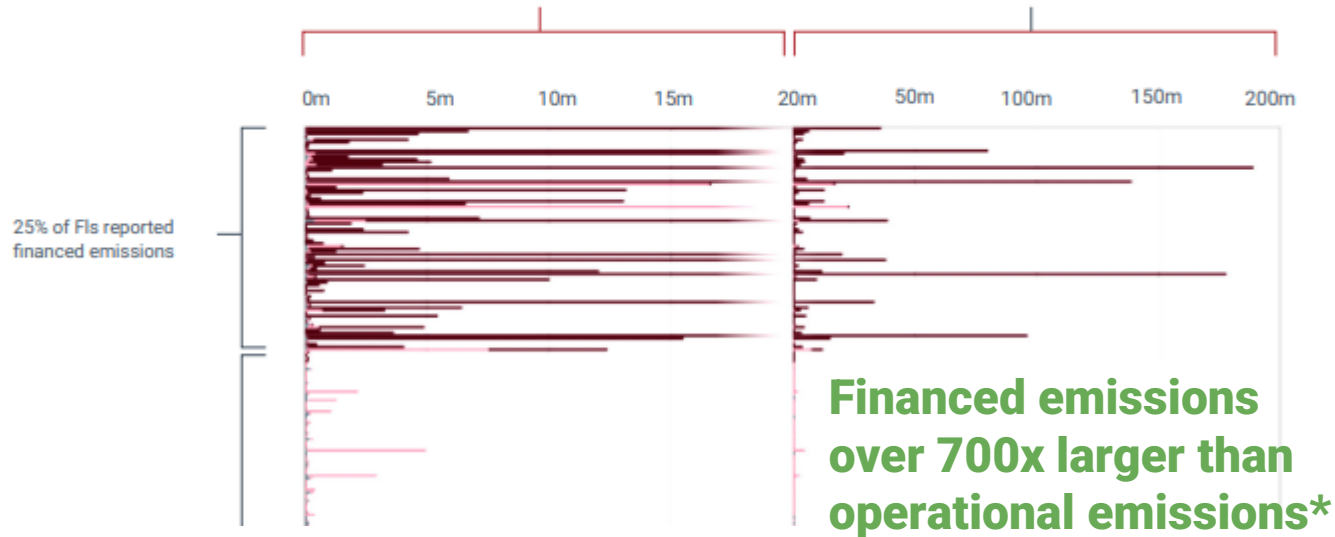 0m 5m 10m 15m 20m 50m 100m 150m 200m
25% of FIs reported
financed emissions
Financed emissions
over 700x larger than
operational emissions*